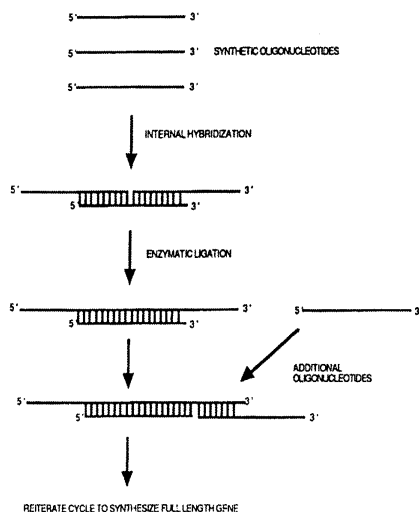 5' 3'
5' 3' SYNTHETIC OLIGONUCLEOTIDES
5' 3'
INTERNAL HYBRIDIZATION
5' 3'
5' 3'
ENZYMATIC LIGATION
5' 3' 5' 3'
5' 3'
ADDITIONAL
OLIGONUCLEOTIDES
5' 3'
5' 3'
REITERATE CYCLE TO SYNTHESIZE FULL LENGTH GENE